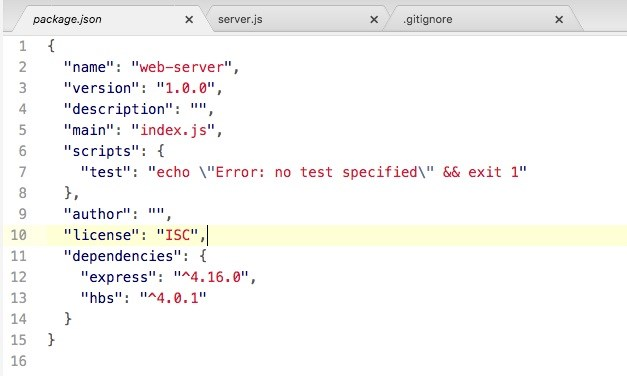 package.json × server.js × .gitignore ×
1 {
2 "name": "web-server",
3 "version": "1.0.0",
4 "description": "",
5 "main": "index.js",
6 "scripts": {
7 "test": "echo \"Error: no test specified\" && exit 1"
8 },
9 "author": "",
10 "license": "ISC",
11 "dependencies": {
12 "express": "^4.16.0",
13 "hbs": "^4.0.1"
14 }
15 }
16